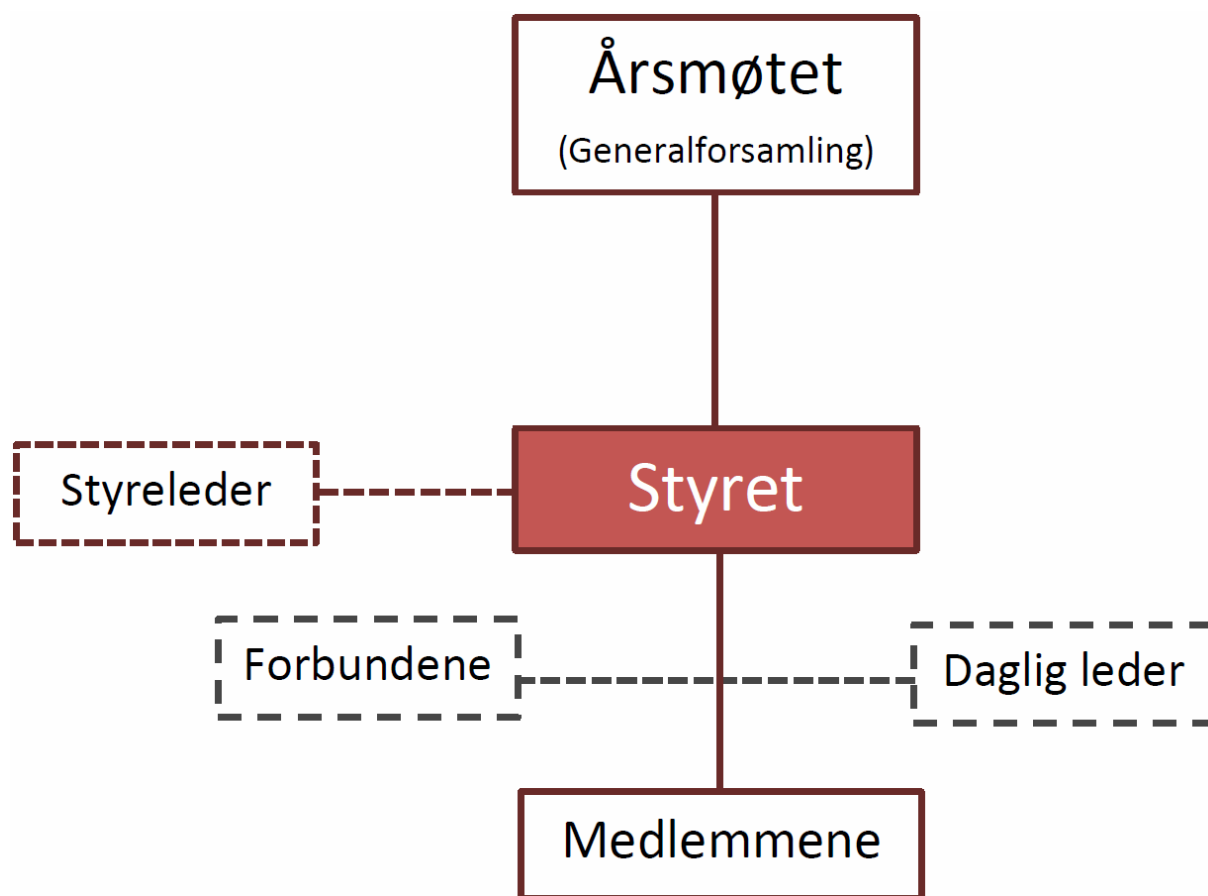 Årsmøtet
(Generalforsamling)
Styreleder
Styret
Forbundene
Daglig leder
Medlemmene